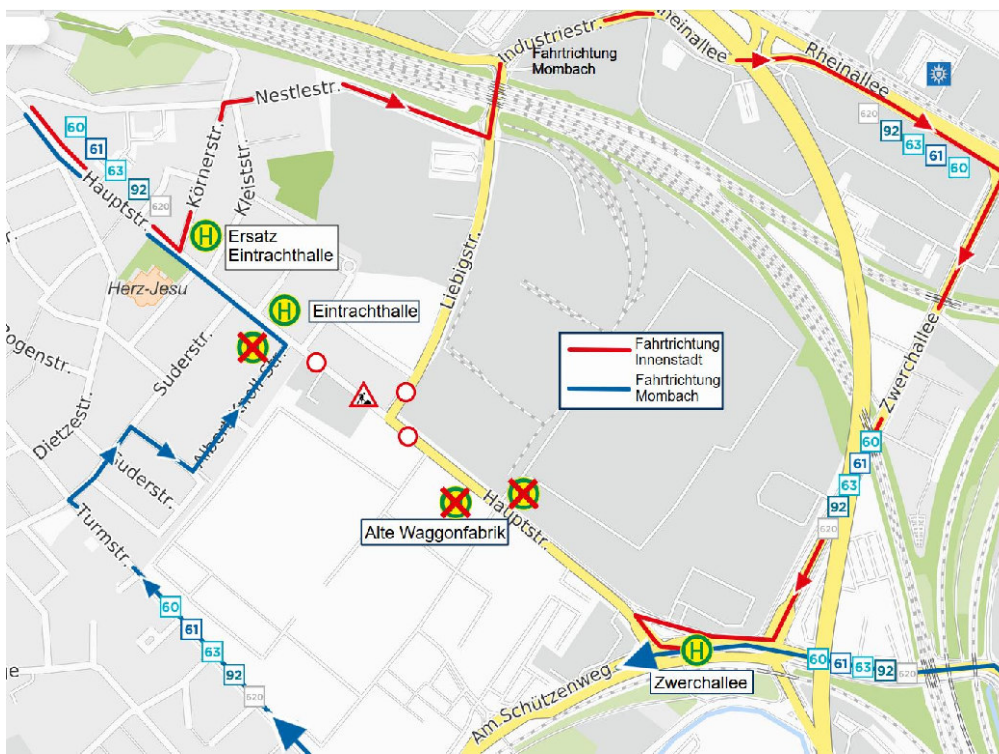 Industriestr.
Fahrtrichtung
Mombach
Rheinallee
Rheinallee
620
92
63
61
60
Nestlestr.
60
61
63
92
620
Hauptstr.
Körnerstr.
Kleiststr.
H
Ersatz
Eintrachthalle
Herz-Jesu
H
Eintrachthalle
Liebigstr.
Fahrtrichtung
Innenstadt
Fahrtrichtung
Mombach
Zwerchallee
Suderstr.
Dietzestr.
Suderstr.
Turmstr.
60
61
63
92
620
Hauptstr.
Alte Waggonfabrik
60
61
63
92
620
H
Zwerchallee
Am Schützenweg
60
61
63
92
620